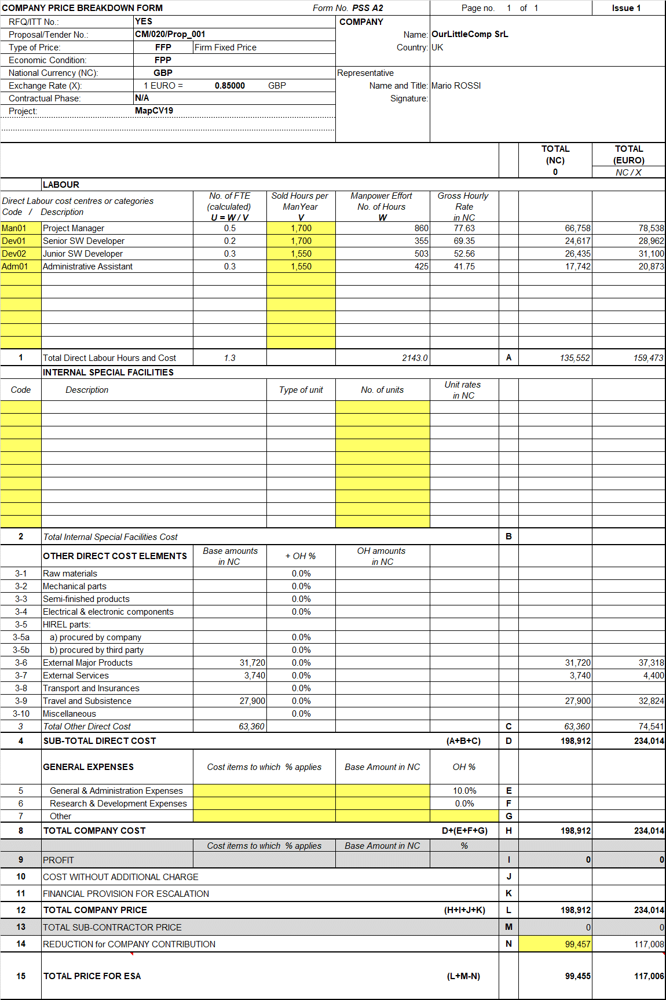 COMPANY PRICE BREAKDOWN FORM Form No. PSS A2 Page no. 1 of 1 Issue 1
RFQ/ITT No.: YES COMPANY
Proposal/Tender No.: CM/020/Prop_001 Name: OurLittleComp SrL
Type of Price: FFP Firm Fixed Price Country: UK
Economic Condition: FPP
National Currency (NC): GBP Representative
Exchange Rate (X): 1 EURO = 0.85000 GBP Name and Title: Mario ROSSI
Contractual Phase: N/A Signature:
Project: MapCV19
TOTAL TOTAL
(NC) (EURO)
0 NC / X
LABOUR
Direct Labour cost centres or categories No. of FTE Sold Hours per Manpower Effort Gross Hourly
(calculated) ManYear No. of Hours Rate
Code / Description U = W / V V W in NC
Man01 Project Manager 0.5 1,700 860 77.63 66,758 78,538
Dev01 Senior SW Developer 0.2 1,700 355 69.35 24,617 28,962
Dev02 Junior SW Developer 0.3 1,550 503 52.56 26,435 31,100
Adm01 Administrative Assistant 0.3 1,550 425 41.75 17,742 20,873
1 Total Direct Labour Hours and Cost 1.3 2143.0 A 135,552 159,473
INTERNAL SPECIAL FACILITIES
Code Description Type of unit No. of units Unit rates
in NC
2 Total Internal Special Facilities Cost B
OTHER DIRECT COST ELEMENTS Base amounts + OH % OH amounts
in NC in NC
3-1 Raw materials 0.0%
3-2 Mechanical parts 0.0%
3-3 Semi-finished products 0.0%
3-4 Electrical & electronic components 0.0%
3-5 HIREL parts:
3-5a a) procured by company 0.0%
3-5b b) procured by third party 0.0%
3-6 External Major Products 31,720 0.0% 31,720 37,318
3-7 External Services 3,740 0.0% 3,740 4,400
3-8 Transport and Insurances 0.0%
3-9 Travel and Subsistence 27,900 0.0% 27,900 32,824
3-10 Miscellaneous 0.0%
3 Total Other Direct Cost 63,360 C 63,360 74,541
4 SUB-TOTAL DIRECT COST (A+B+C) D 198,912 234,014
GENERAL EXPENSES Cost items to which % applies Base Amount in NC OH %
5 General & Administration Expenses 10.0% E
6 Research & Development Expenses 0.0% F
7 Other G
8 TOTAL COMPANY COST D+(E+F+G) H 198,912 234,014
Cost items to which % applies Base Amount in NC %
9 PROFIT I 0 0
10 COST WITHOUT ADDITIONAL CHARGE J
11 FINANCIAL PROVISION FOR ESCALATION K
12 TOTAL COMPANY PRICE (H+I+J+K) L 198,912 234,014
13 TOTAL SUB-CONTRACTOR PRICE M 0 0
14 REDUCTION for COMPANY CONTRIBUTION N 99,457 117,008
15 TOTAL PRICE FOR ESA (L+M-N) 99,455 117,006